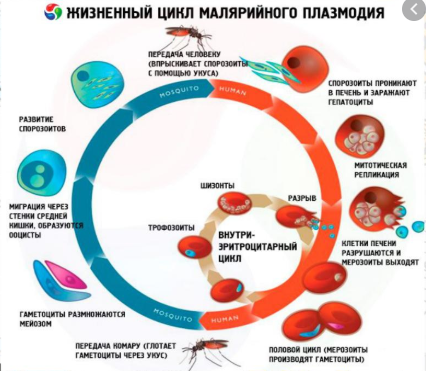 ЖИЗНЕННЫЙ ЦИКЛ МАЛЯРИЙНОГО ПЛАЗМОДИЯ
ПЕРЕДАЧА ЧЕЛОВЕКУ
(ВПРЫСКИВАЕТ СПОРОЗОИТЫ
С ПОМОЩЬЮ УКУСА)
MOSQUITO
HUMAN
СПОРОЗОИТЫ ПРОНИКАЮТ
В ПЕЧЕНЬ И ЗАРАЖАЮТ
ГЕПАТОЦИТЫ
МИТОТИЧЕСКАЯ
РЕПЛИКАЦИЯ
КЛЕТКИ ПЕЧЕНИ
РАЗРУШАЮТСЯ И
МЕРОЗОИТЫ ВЫХОДЯТ
РАЗРЫВ
ШИЗОНТЫ
ТРОФОЗОИТЫ
ВНУТРИ-
ЭРИТРОЦИТАРНЫЙ
ЦИКЛ
ПОЛОВОЙ ЦИКЛ (МЕРОЗОИТЫ
ПРОИЗВОДЯТ ГАМЕТОЦИТЫ)
HUMAN
MOSQUITO
ПЕРЕДАЧА КОМАРУ (ГЛОТАЕТ
ГАМЕТОЦИТЫ ЧЕРЕЗ УКУС)
ГАМЕТОЦИТЫ РАЗМНОЖАЮТСЯ
МЕЙОЗОМ
МИГРАЦИЯ ЧЕРЕЗ
СТЕНКИ СРЕДНЕЙ
КИШКИ, ОБРАЗУЮТСЯ
ООЦИСТЫ
РАЗВИТИЕ
СПОРОЗОИТОВ